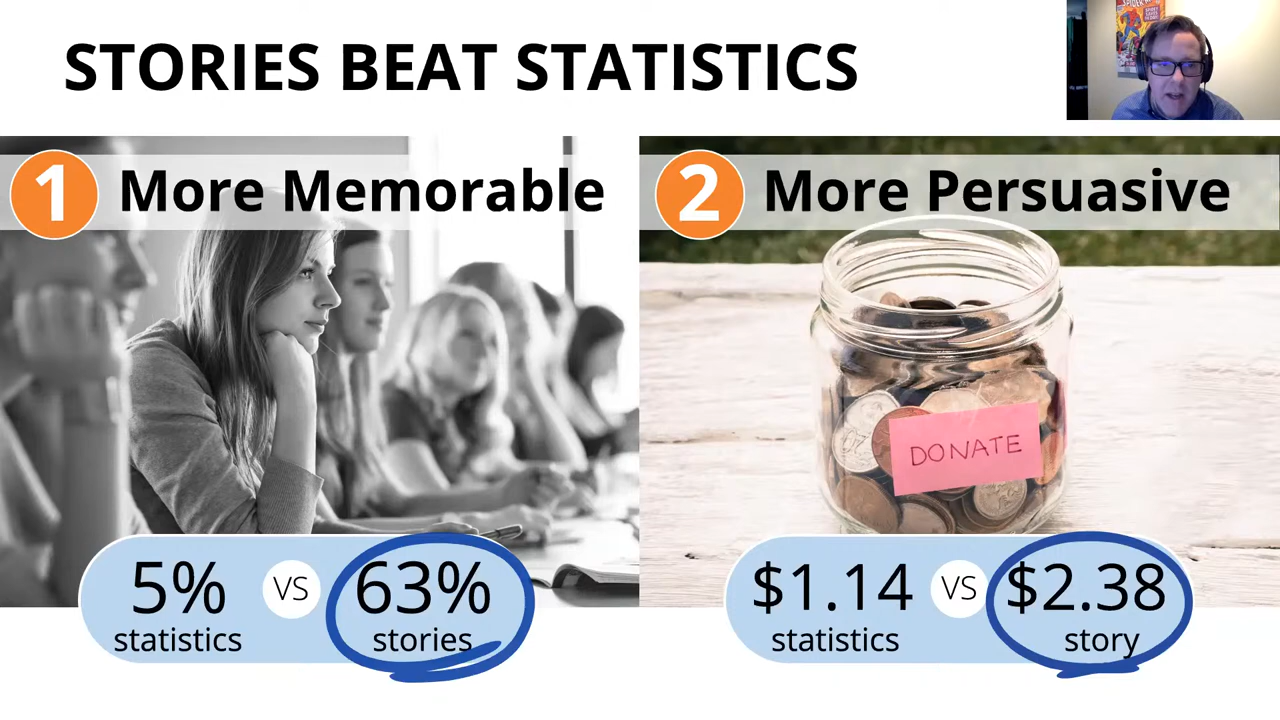 STORIES BEAT STATISTICS
1 More Memorable
5% VS 63%
statistics stories
2 More Persuasive
DONATE
$1.14 VS $2.38
statistics story